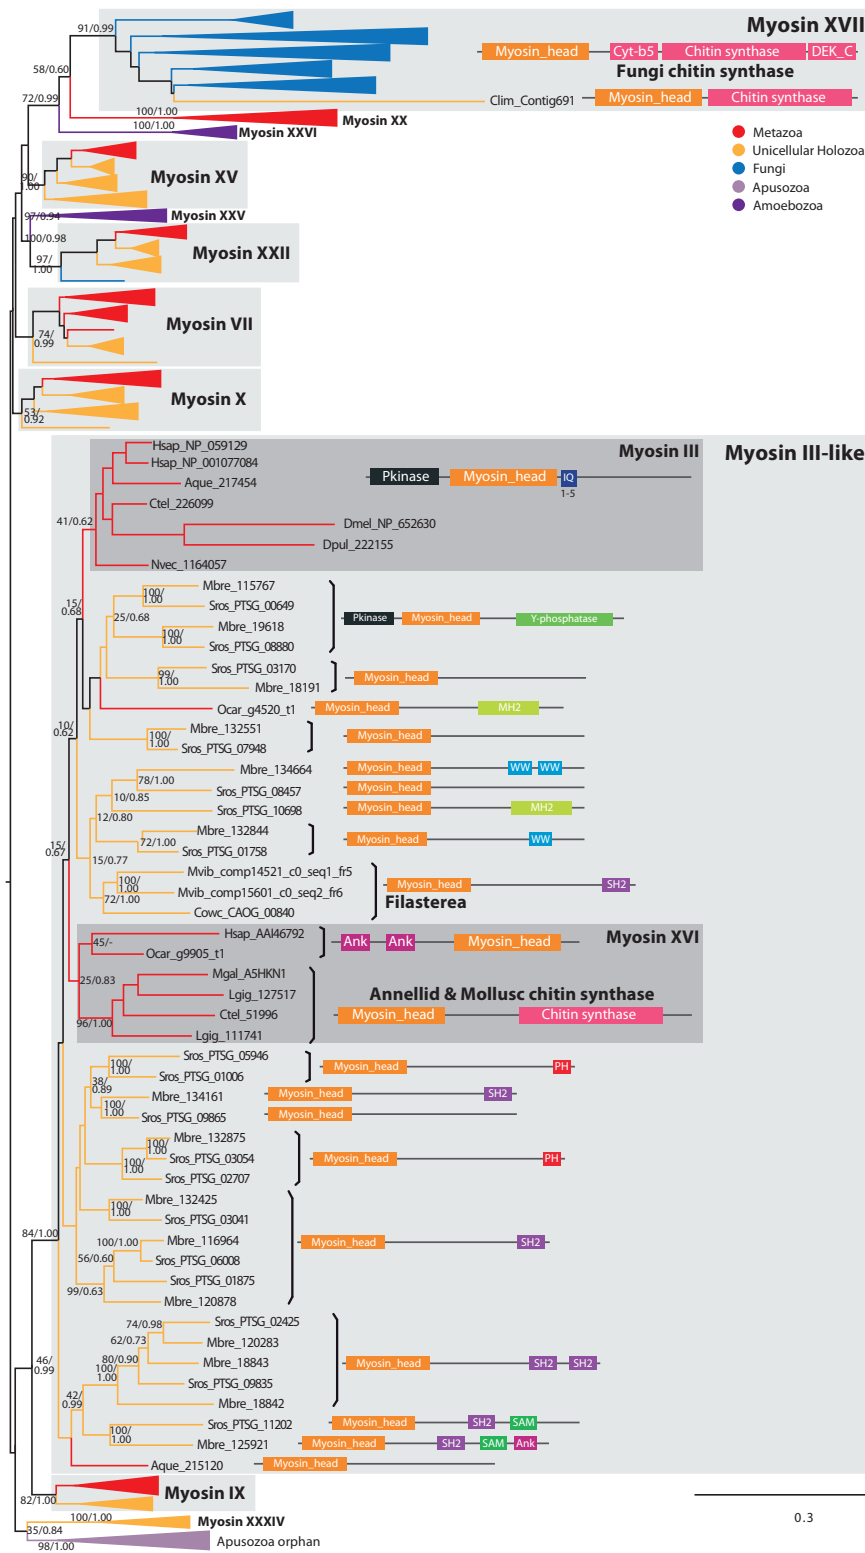 91/0.99
Myosin XVII
Myosin_head Cyt-b5 Chitin synthase DEK_C
Fungi chitin synthase
58/0.60
72/0.99
Clim_Contig691 Myosin_head Chitin synthase
100/1.00
Myosin XX
100/1.00
Myosin XXVI
Metazoa
Unicellular Holozoa
Fungi
Apusozoa
Amoebozoa
90/
1.00
Myosin XV
97/0.94
Myosin XXV
100/0.98
97/
1.00
Myosin XXII
74/
0.99
Myosin VII
53/
0.92
Myosin X
Myosin III-like
Myosin III
Hsap_NP_059129
Hsap_NP_001077084
Pkinase Myosin_head IQ
1-5
Aque_217454
Ctel_226099
41/0.62
Dmel_NP_652630
Dpul_222155
Nvec_1164057
15/
0.68
Mbre_115767
100/
1.00
Sros_PTSG_00649
25/0.68
Pkinase Myosin_head Y-phosphatase
Mbre_19618
100/
1.00
Sros_PTSG_08880
Sros_PTSG_03170
99/
1.00
Myosin_head
Mbre_18191
Ocar_g4520_t1 Myosin_head MH2
10/
0.62
Mbre_132551
100/
1.00
Myosin_head
Sros_PTSG_07948
Mbre_134664 Myosin_head WW WW
78/1.00
Sros_PTSG_08457 Myosin_head
10/0.85
Sros_PTSG_10698 Myosin_head MH2
12/0.80
Mbre_132844
72/1.00
Myosin_head WW
Sros_PTSG_01758
15/
0.67
15/0.77
Mvib_comp14521_c0_seq1_fr5
100/
1.00
Mvib_comp15601_c0_seq2_fr6
Myosin_head SH2
72/1.00
Filasterea
Cowc_CAOG_00840
Hsap_AAI46792
Myosin XVI
45/-
Ank Ank Myosin_head
Ocar_g9905_t1
25/0.83
Mgal_A5HKN1
Lgig_127517
Annellid & Mollusc chitin synthase
Ctel_51996
Myosin_head Chitin synthase
96/1.00
Lgig_111741
Sros_PTSG_05946
100/
1.00
Myosin_head PH
Sros_PTSG_01006
38/
0.89
Mbre_134161 Myosin_head SH2
100/
1.00
Sros_PTSG_09865 Myosin_head
Mbre_132875
100/
1.00
Sros_PTSG_03054
Myosin_head PH
100/
1.00
Sros_PTSG_02707
Mbre_132425
100/
1.00
Sros_PTSG_03041
84/1.00
Mbre_116964
100/1.00
Myosin_head SH2
56/0.60
Sros_PTSG_06008
Sros_PTSG_01875
99/0.63
Mbre_120878
Sros_PTSG_02425
74/0.98
62/0.73
Mbre_120283
80/0.90
Mbre_18843 Myosin_head SH2 SH2
100/
1.00
Sros_PTSG_09835
46/
0.99
42/
0.99
Mbre_18842
Sros_PTSG_11202 Myosin_head SH2 SAM
100/
1.00
Mbre_125921 Myosin_head SH2 SAM Ank
Aque_215120 Myosin_head
Myosin IX
82/1.00
0.3
100/1.00
Myosin XXXIV
35/0.84
Apusozoa orphan
98/1.00